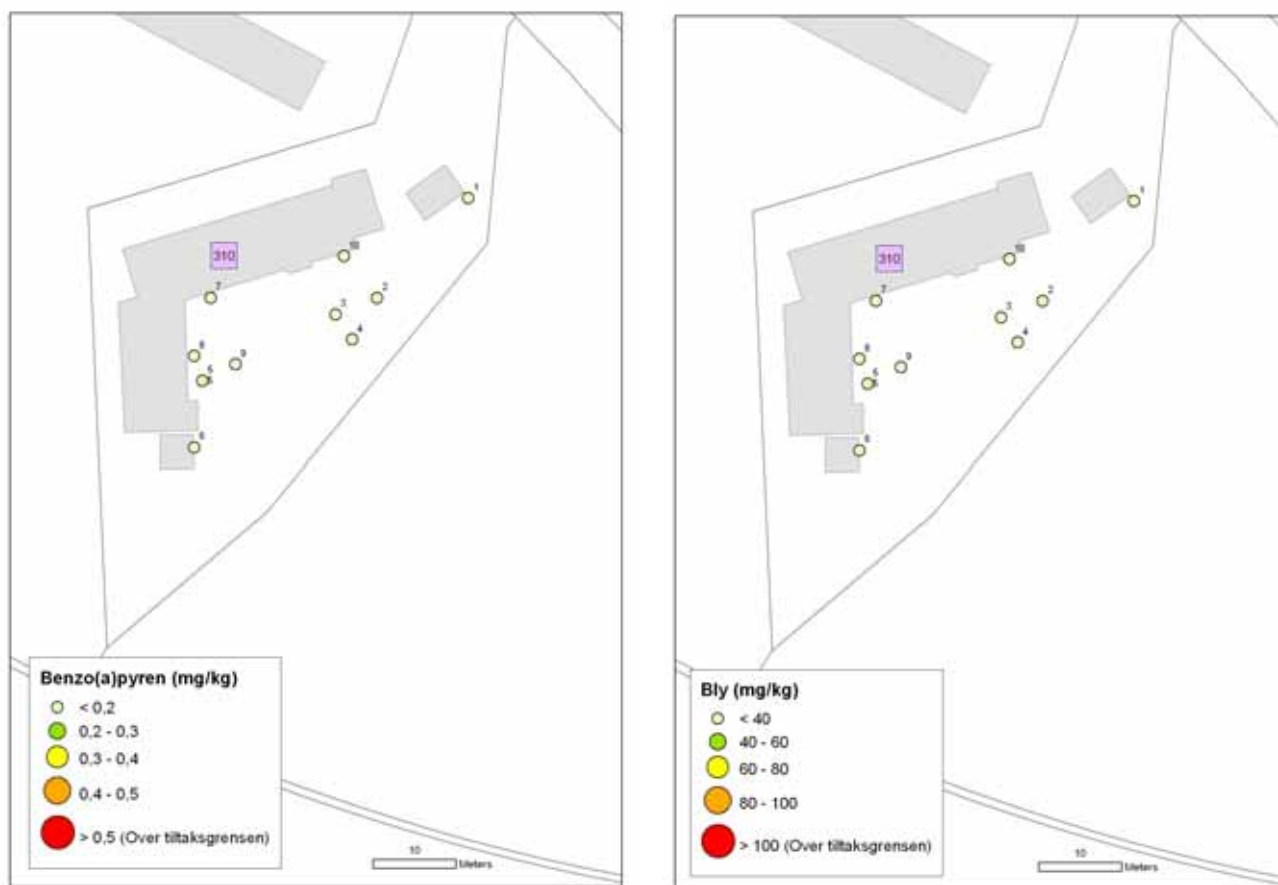 1
10
310
7
2
3
4
8
9
5
6
Benzo(a)pyren (mg/kg)
< 0,2
0,2 - 0,3
0,3 - 0,4
0,4 - 0,5
> 0,5 (Over tiltaksgrensen)
10
Meters
1
10
310
7
2
3
4
8
9
5
6
Bly (mg/kg)
< 40
40 - 60
60 - 80
80 - 100
> 100 (Over tiltaksgrensen)
10
Meters